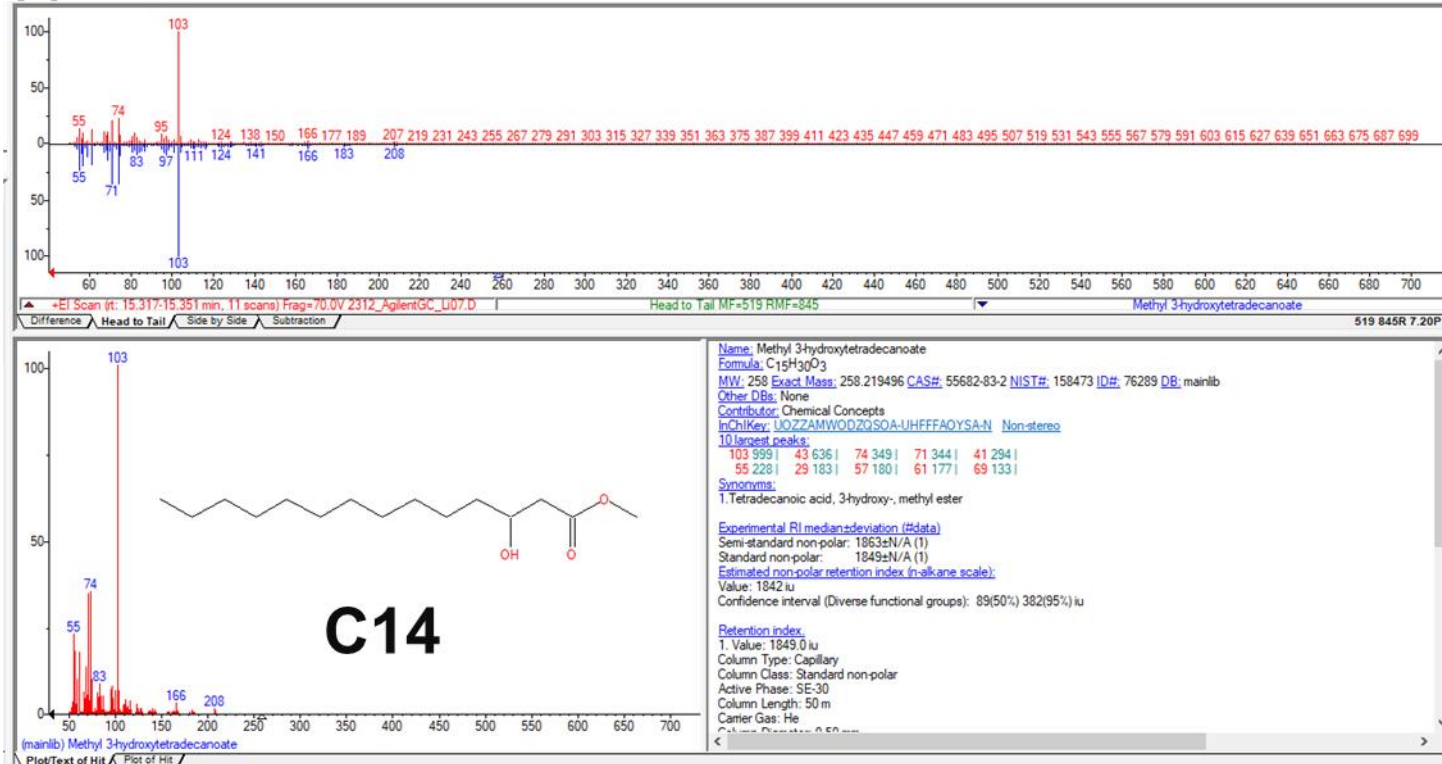 100
103
50
55 74 95 124 138 150 166 177 189 207 219 231 243 255 267 279 291 303 315 327 339 351 363 375 387 399 411 423 435 447 459 471 483 495 507 519 531 543 555 567 579 591 603 615 627 639 651 663 675 687 699
0
55 71 83 97 111 124 141 166 183 208
50
100
103
60 80 100 120 140 160 180 200 220 240 260 280 300 320 340 360 380 400 420 440 460 480 500 520 540 560 580 600 620 640 660 680 700
+EI Scan (rt: 15.317-15.351 min, 11 scans) Frag=70.0V 2312_AgilentGC_Li07.D Head to Tail MF=519 RMF=845 Methyl 3-hydroxytetradecanoate
Difference Head to Tail Side by Side Subtraction 519 845R 7.20P
100
103
50
74
55
83
166
208
0
OH
O
O
C14
50 100 150 200 250 300 350 400 450 500 550 600 650 700
(mainlib) Methyl 3-hydroxytetradecanoate
Plot/Text of Hit Plot of Hit
Name: Methyl 3-hydroxytetradecanoate
Formula: C15H30O3
MW: 258 Exact Mass: 258.219496 CAS#: 55682-83-2 NIST#: 158473 ID#: 76289 DB: mainlib
Other DBs: None
Contributor: Chemical Concepts
InChIKey: UOZZAMWODZQSOA-UHFFFAOYSA-N Non-stereo
10 largest peaks:
103 999 | 43 636 | 74 349 | 71 344 | 41 294 |
55 228 | 29 183 | 57 180 | 61 177 | 69 133 |
Synonyms:
1.Tetradecanoic acid, 3-hydroxy-, methyl ester
Experimental RI median±deviation (#data)
Semi-standard non-polar: 1863±N/A (1)
Standard non-polar: 1849±N/A (1)
Estimated non-polar retention index (n-alkane scale):
Value: 1842 iu
Confidence interval (Diverse functional groups): 89(50%) 382(95%) iu
Retention index.
1. Value: 1849.0 iu
Column Type: Capillary
Column Class: Standard non-polar
Active Phase: SE-30
Column Length: 50 m
Carrier Gas: He
Column Diameter: 0.50 mm